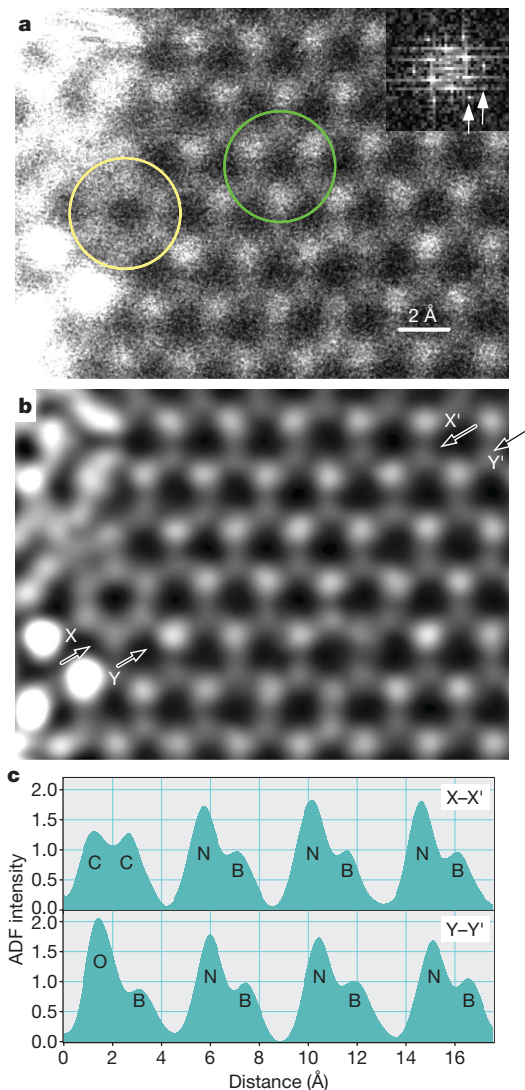 a
2 Å
b
X'
Y'
X
Y
c
2.0
1.5
1.0
0.5
0.0
X–X'
C C N B N B N B
ADF intensity
2.0
1.5
1.0
0.5
0.0
Y–Y'
O B N B N B N B
0 2 4 6 8 10 12 14 16
Distance (Å)